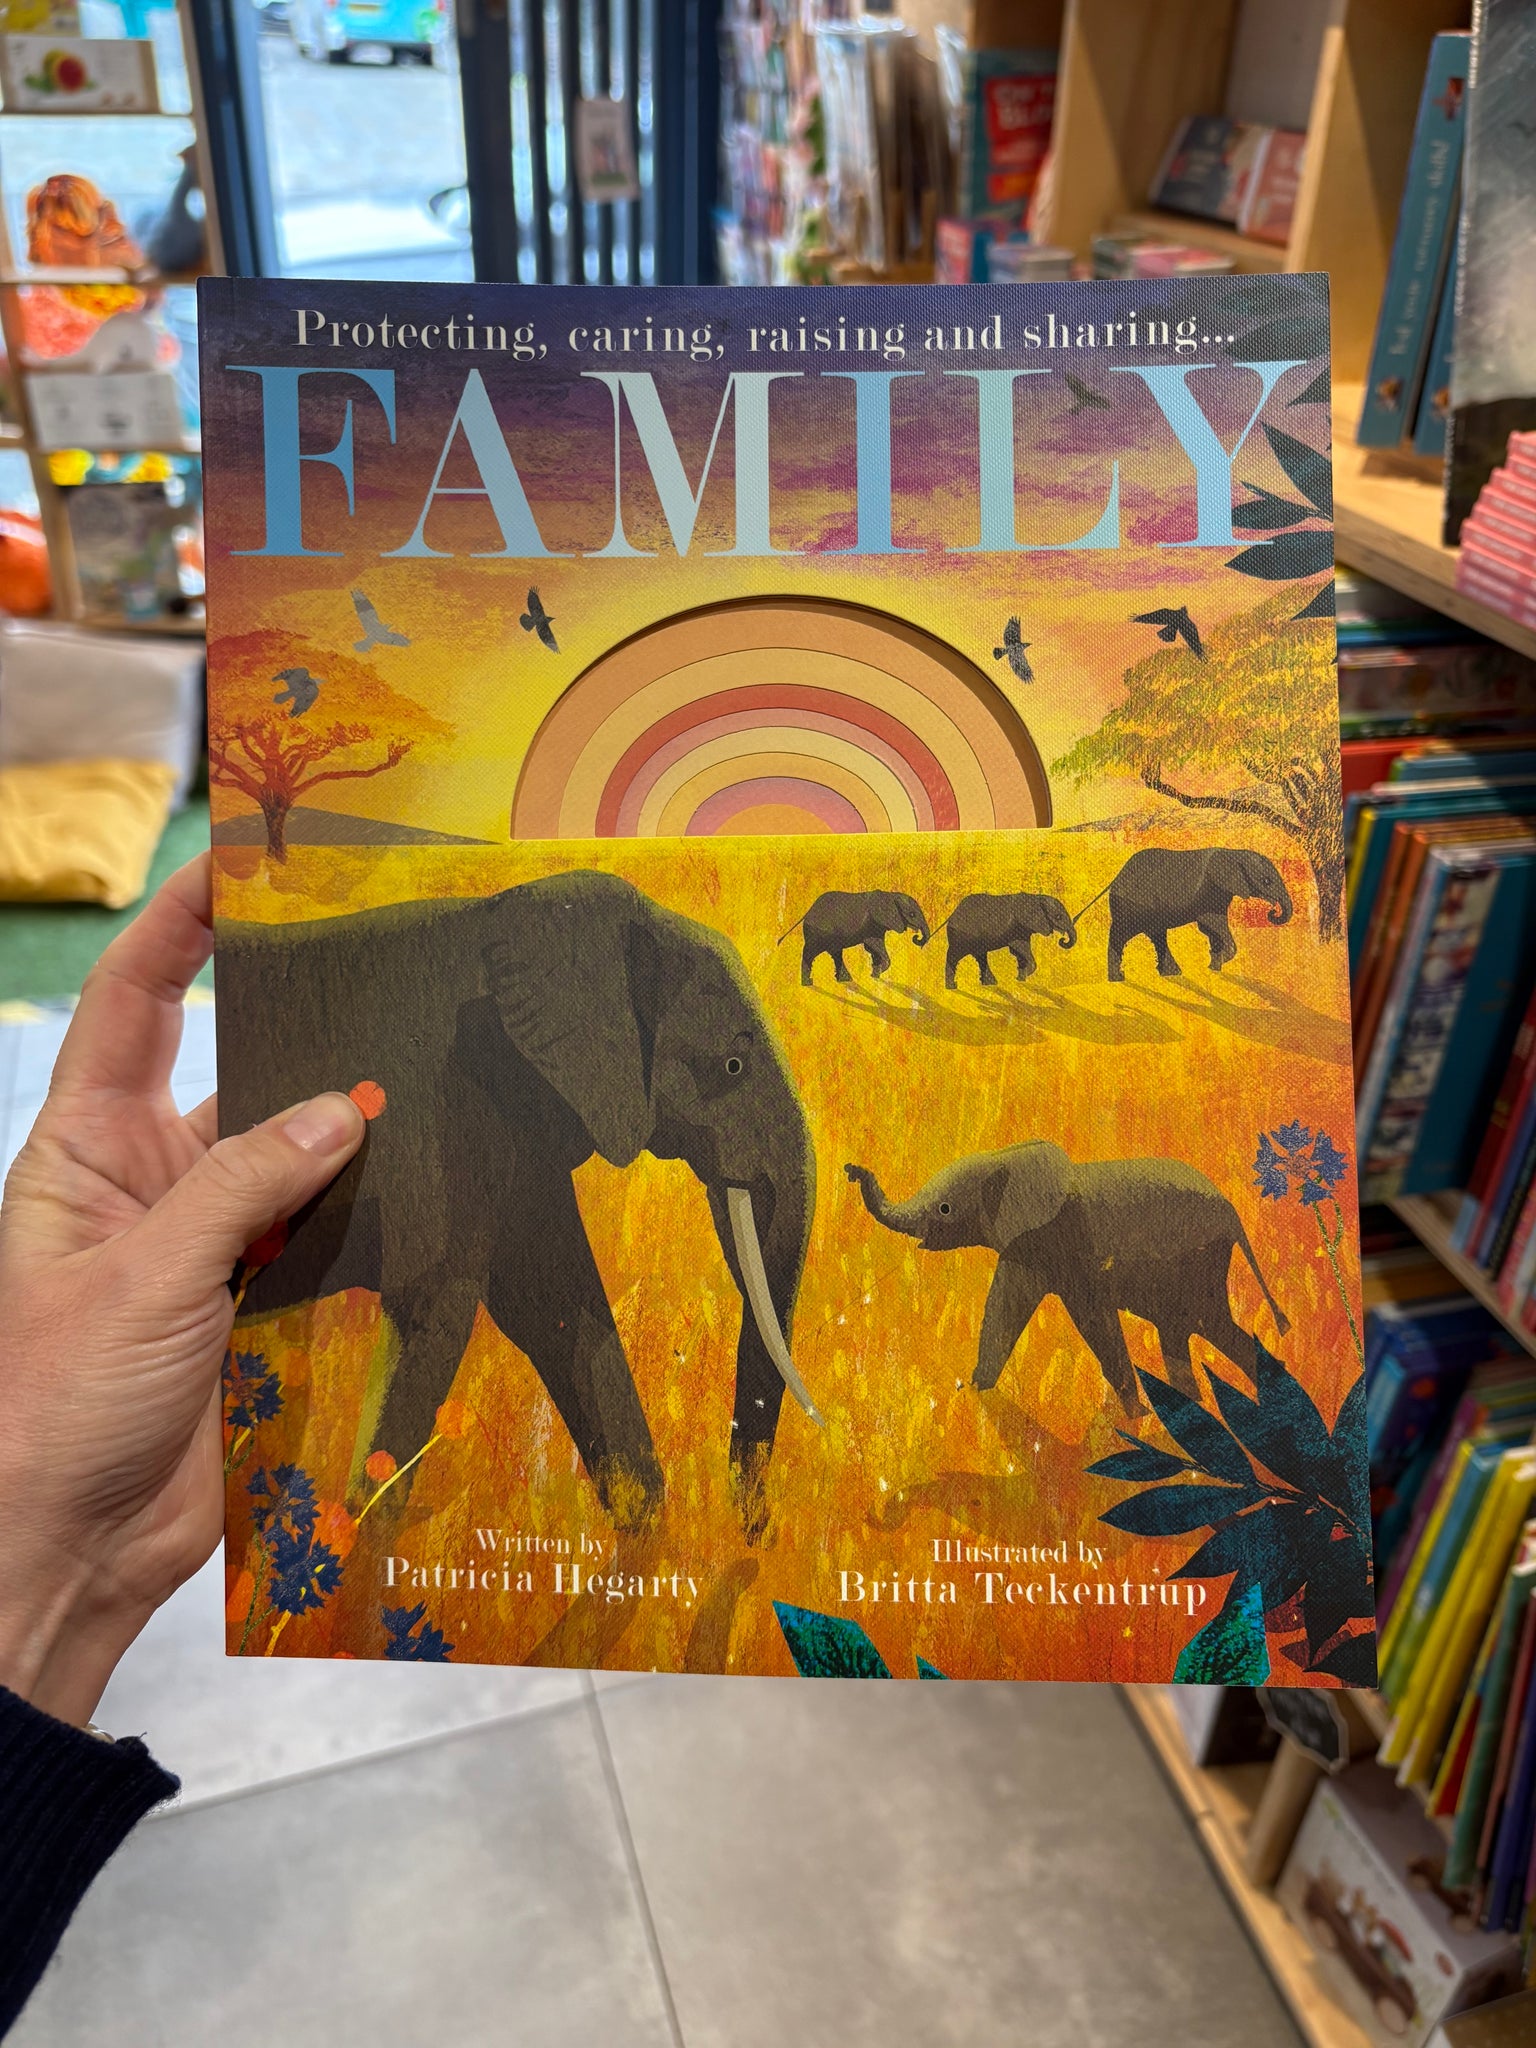 Protecting, caring, raising and sharing...
FAMILY
Written by
Patricia Hegarty
Illustrated by
Britta Teckentrup